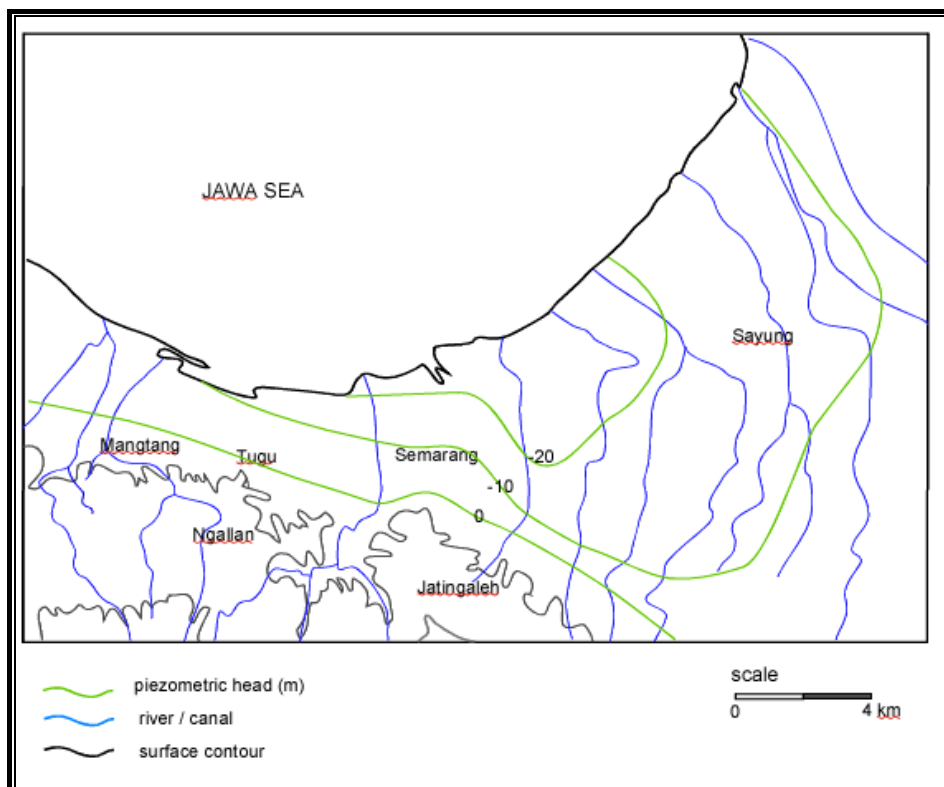 JAWA SEA
Sayung
Mangtang
Tugu
Semarang
-20
-10
0
Ngallan
Jatingaleh
piezometric head (m)
river / canal
surface contour
scale
0 4 km